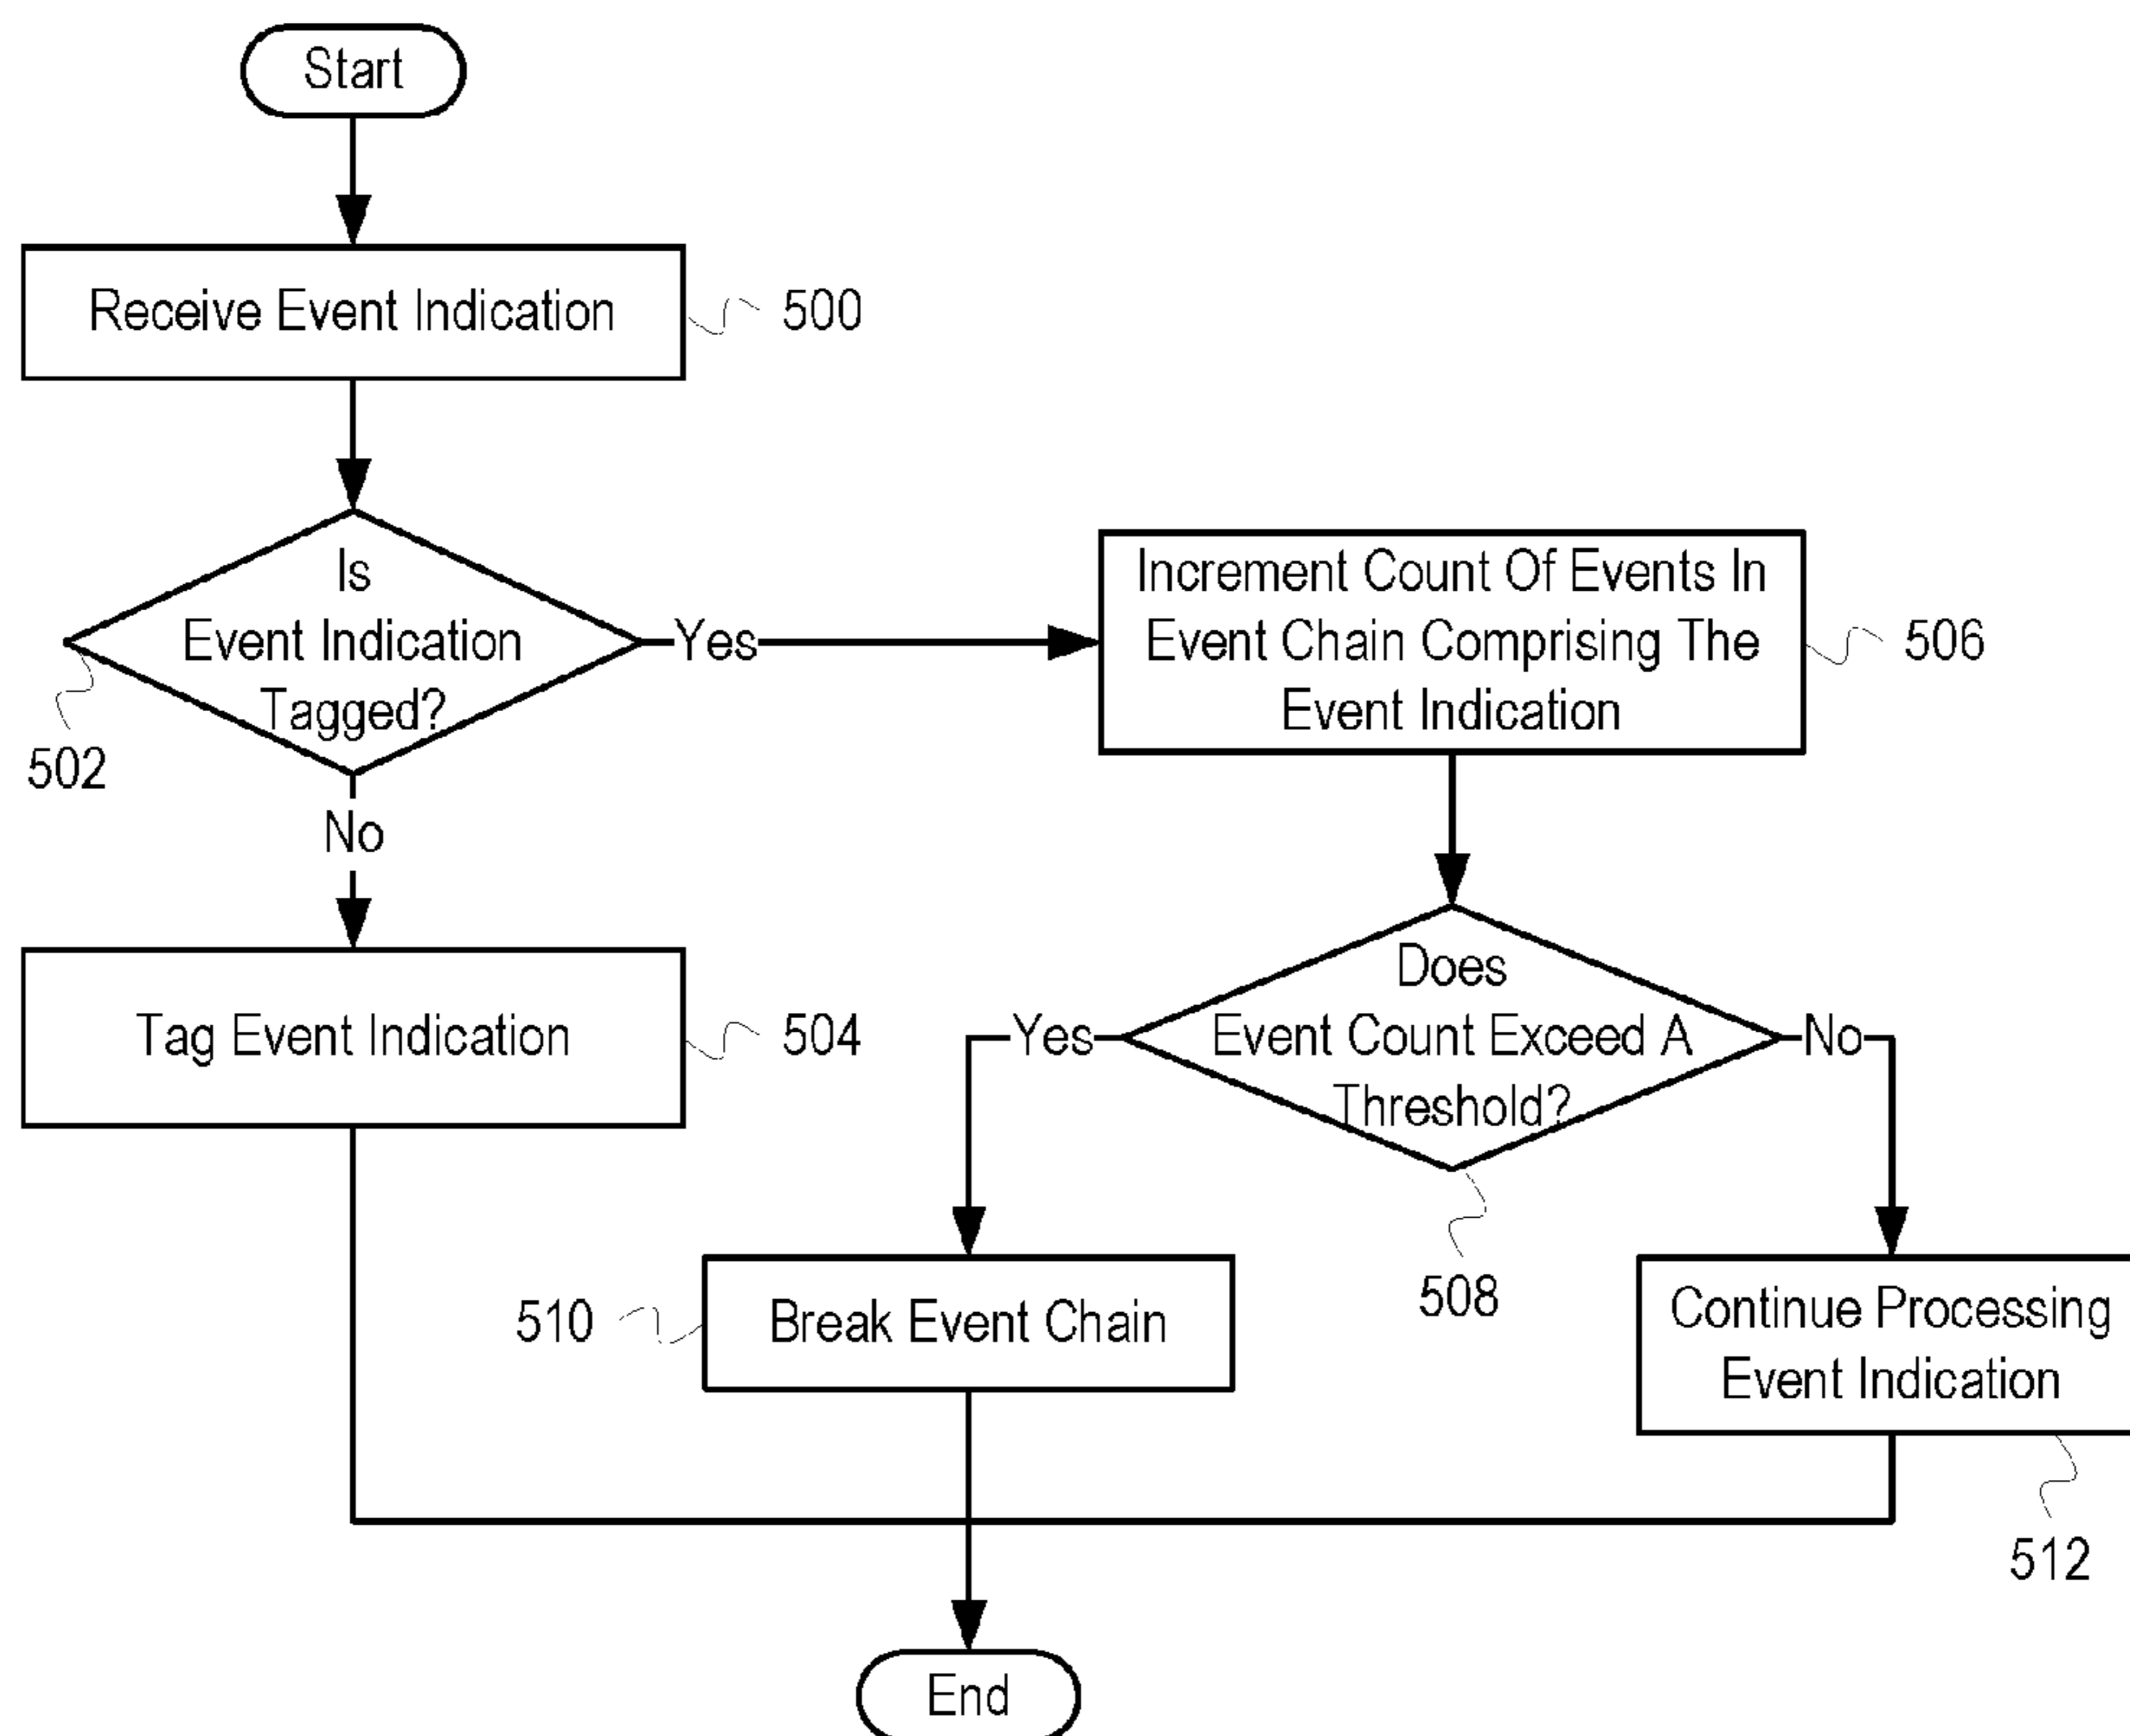 Start
Receive Event Indication
500
Is
Event Indication
Tagged?
502
Yes
No
Increment Count Of Events In
Event Chain Comprising The
Event Indication
506
Tag Event Indication
504
Does
Event Count Exceed A
Threshold?
508
Yes
No
510
Break Event Chain
Continue Processing
Event Indication
512
End